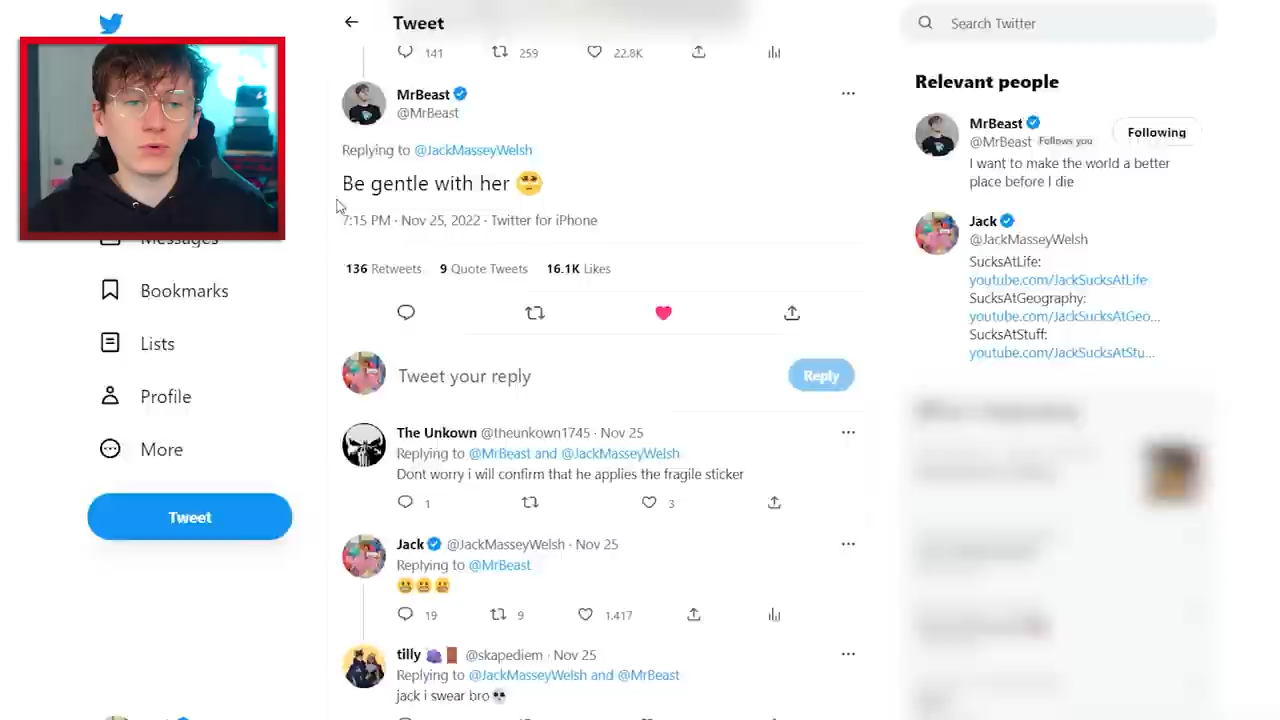 Tweet
Search Twitter
141 259 22.8K
MrBeast
@MrBeast
Replying to @JackMasseyWelsh
Be gentle with her 🥺
7:15 PM · Nov 25, 2022 · Twitter for iPhone
136 Retweets 9 Quote Tweets 16.1K Likes
Tweet your reply
Reply
The Unkown @theunkown1745 · Nov 25
Replying to @MrBeast and @JackMasseyWelsh
Dont worry i will confirm that he applies the fragile sticker
1 3
Jack @JackMasseyWelsh · Nov 25
Replying to @MrBeast
😬😬😬
19 9 1.417
tilly 🍇🚪 @skapediem · Nov 25
Replying to @JackMasseyWelsh and @MrBeast
jack i swear bro💀
Messages
Bookmarks
Lists
Profile
More
Tweet
Relevant people
MrBeast
@MrBeast Follows you
Following
I want to make the world a better
place before I die
Jack
@JackMasseyWelsh
SucksAtLife:
youtube.com/JackSucksAtLife
SucksAtGeography:
youtube.com/JackSucksAtGeo…
SucksAtStuff:
youtube.com/JackSucksAtStu…